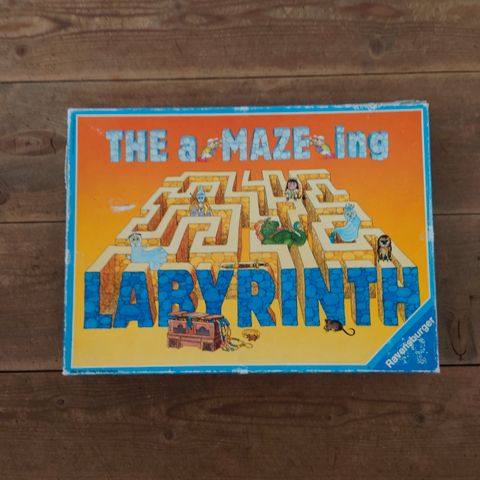 THE a MAZE ing
LABYRINTH
Ravensburger